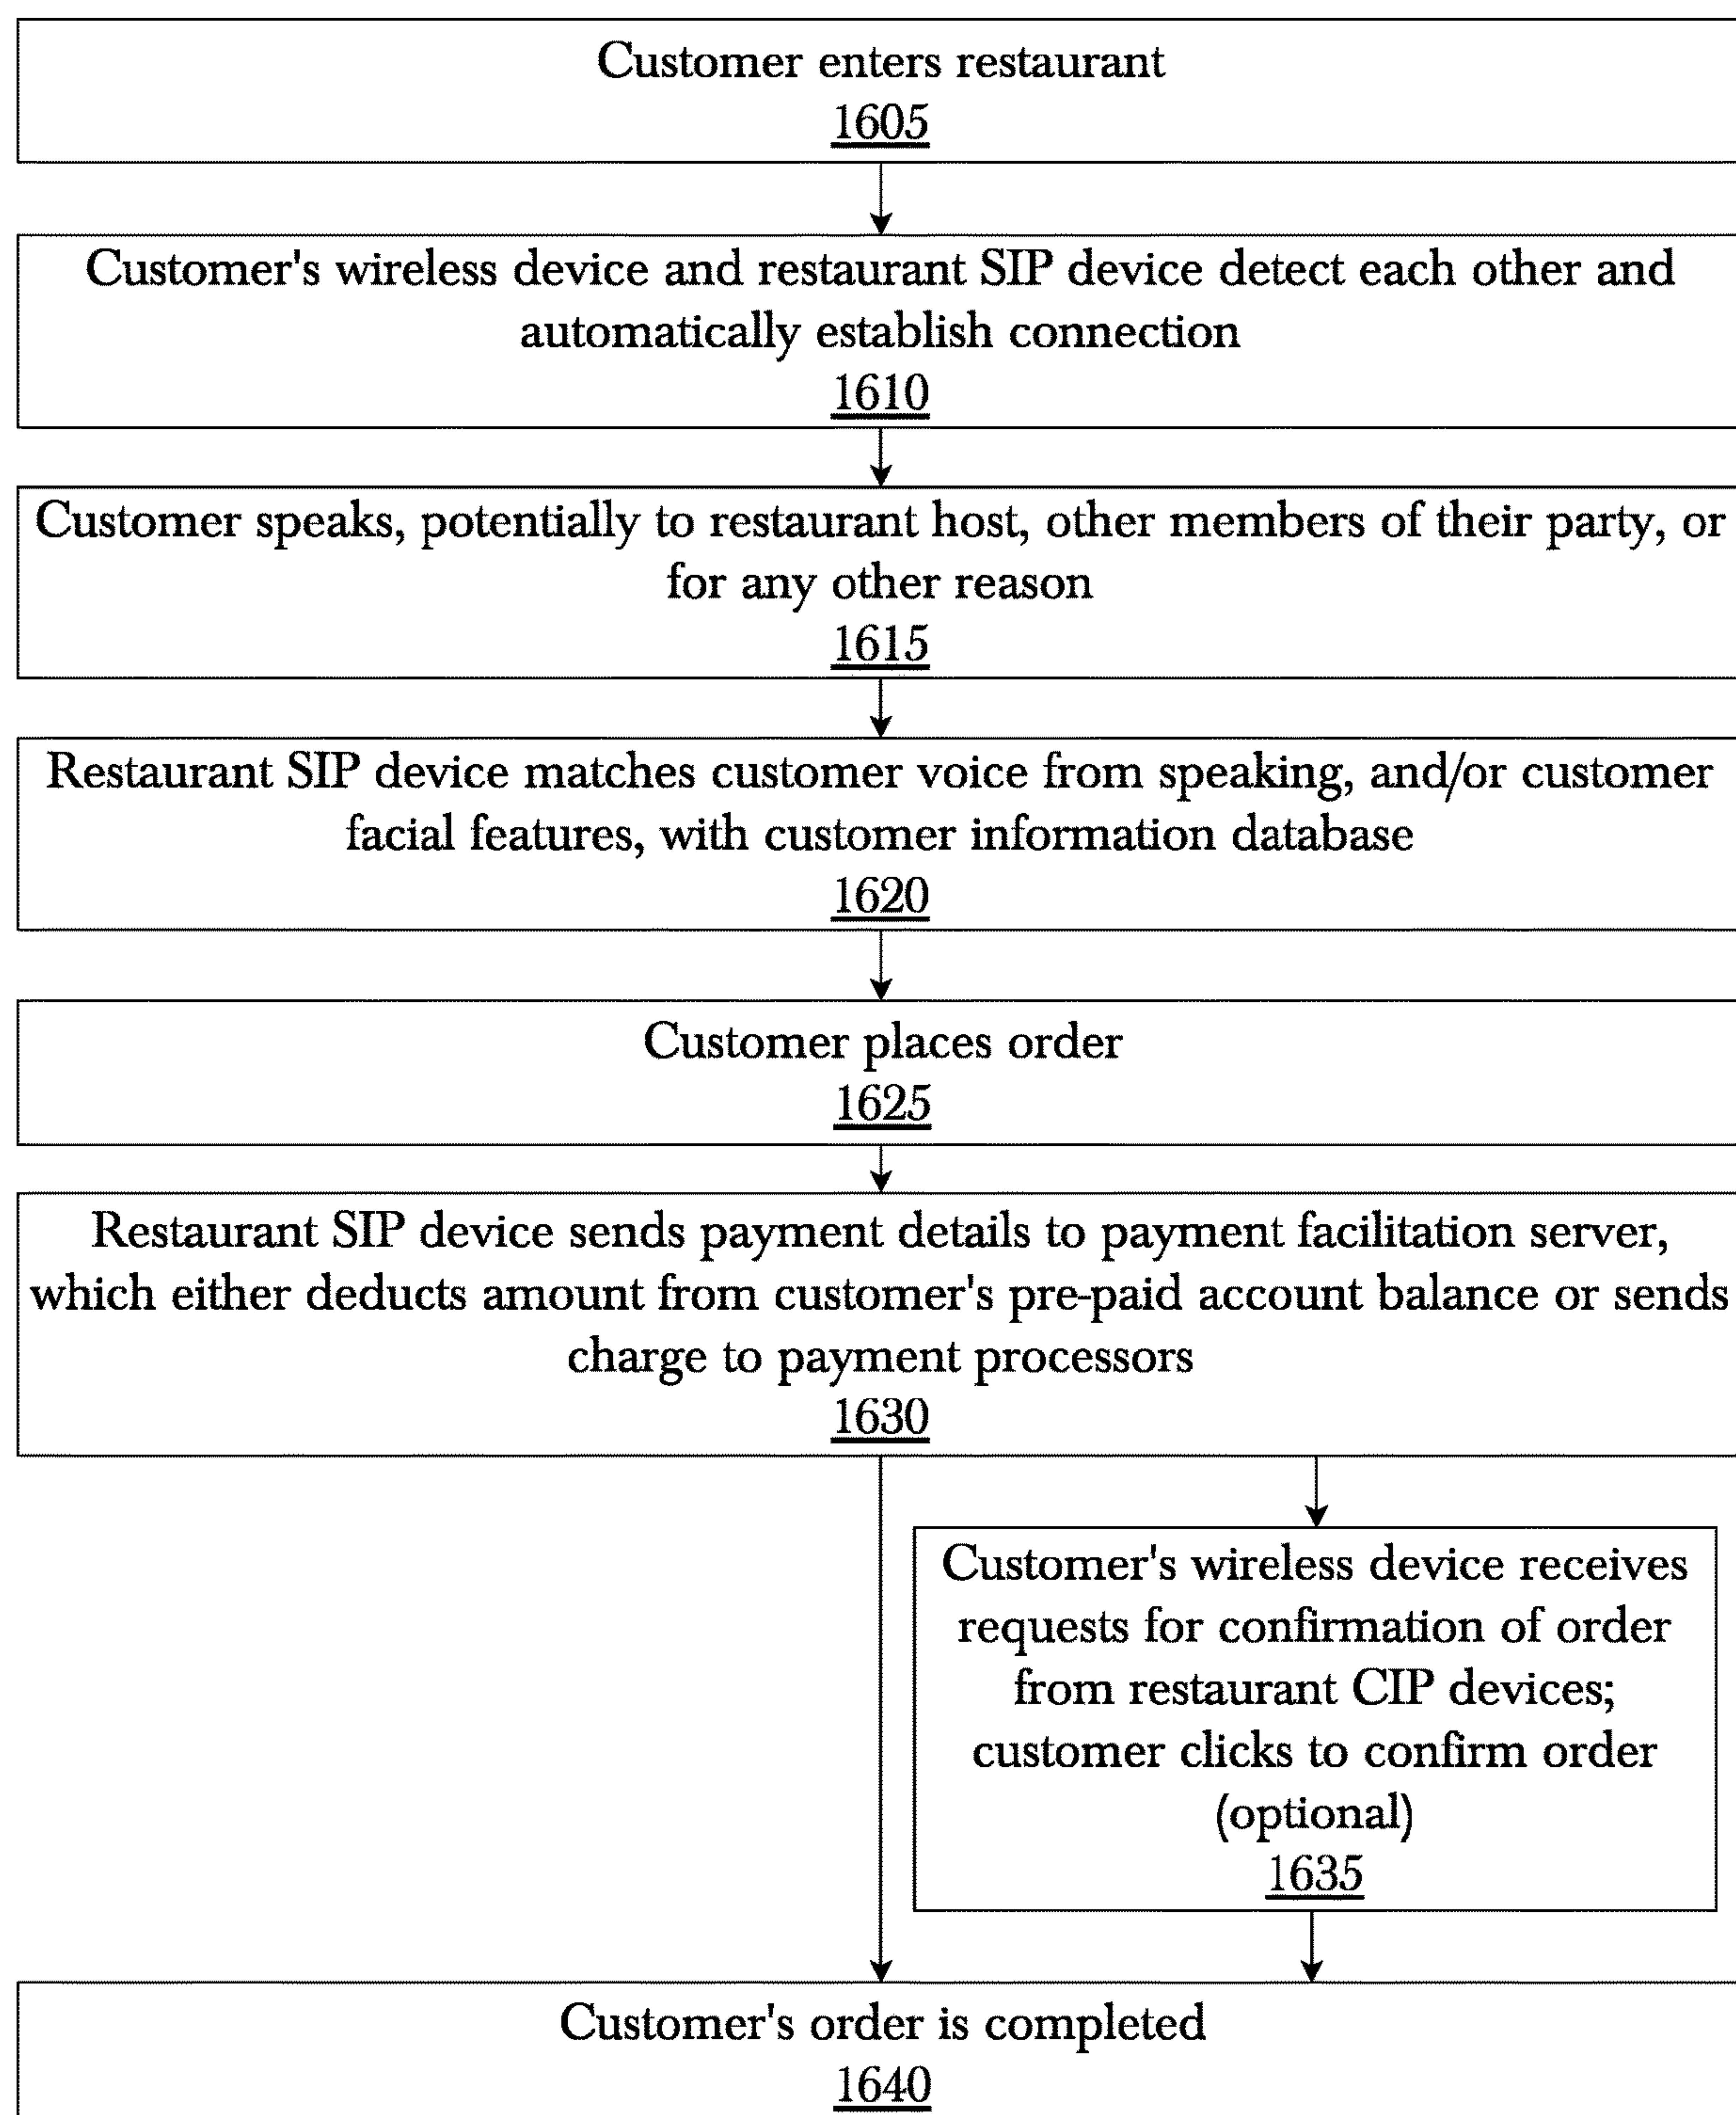 Customer enters restaurant
1605
Customer's wireless device and restaurant SIP device detect each other and
automatically establish connection
1610
Customer speaks, potentially to restaurant host, other members of their party, or
for any other reason
1615
Restaurant SIP device matches customer voice from speaking, and/or customer
facial features, with customer information database
1620
Customer places order
1625
Restaurant SIP device sends payment details to payment facilitation server,
which either deducts amount from customer's pre-paid account balance or sends
charge to payment processors
1630
Customer's wireless device receives
requests for confirmation of order
from restaurant CIP devices;
customer clicks to confirm order
(optional)
1635
Customer's order is completed
1640